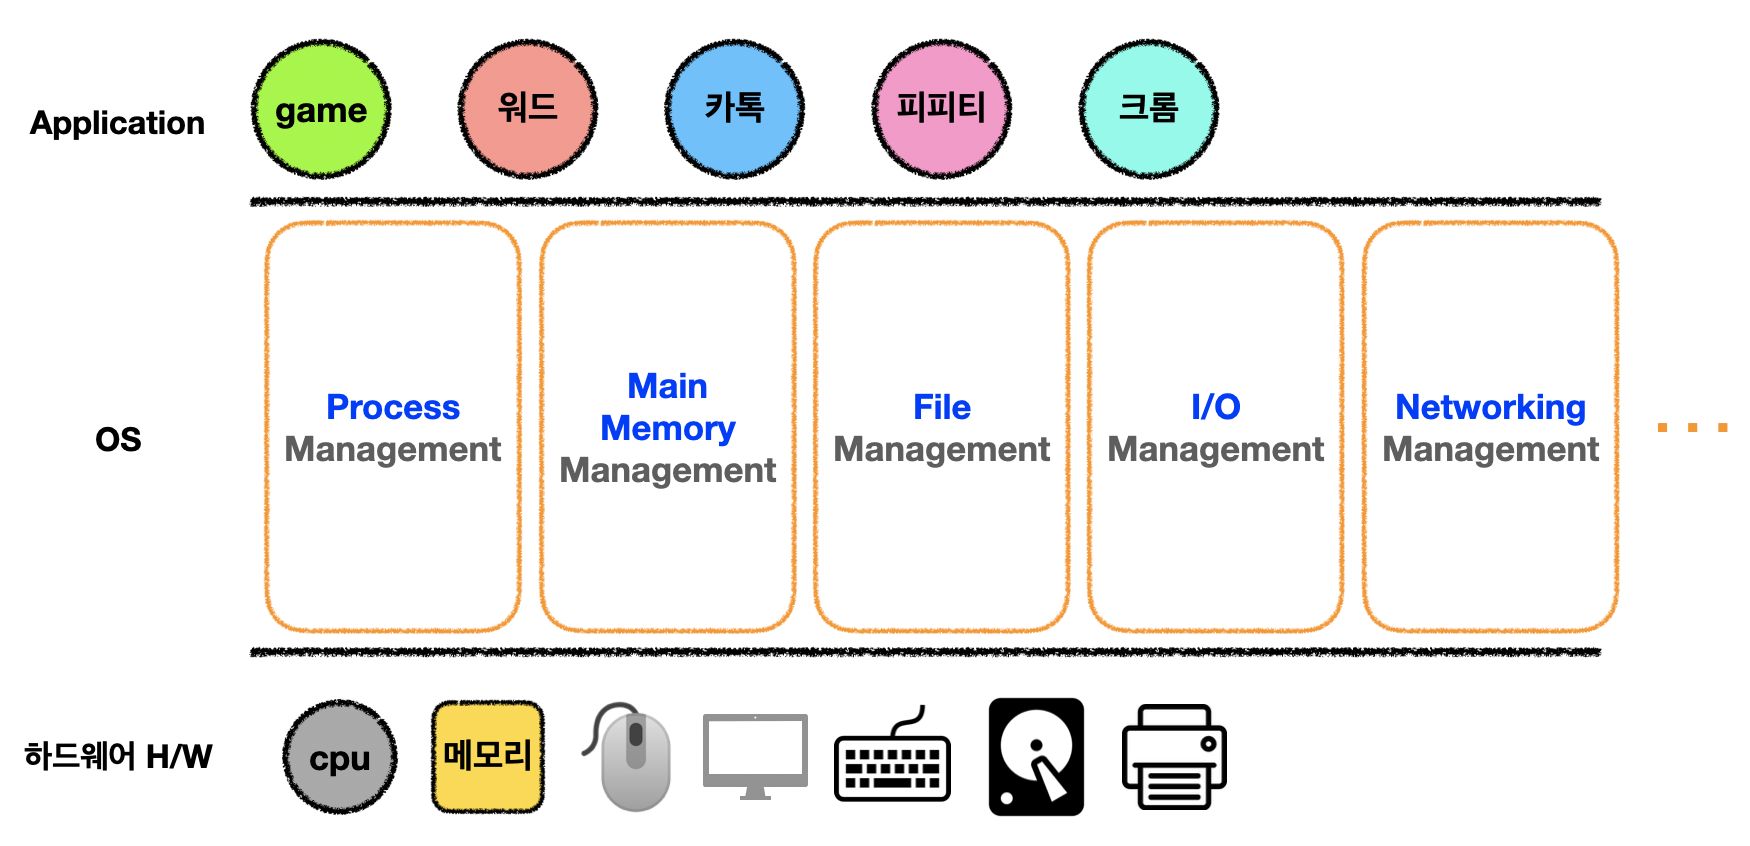 Application
game
워드
카톡
피피티
크롬
OS
Process
Management
Main
Memory
Management
File
Management
I/O
Management
Networking
Management
...
하드웨어 H/W
cpu
메모리